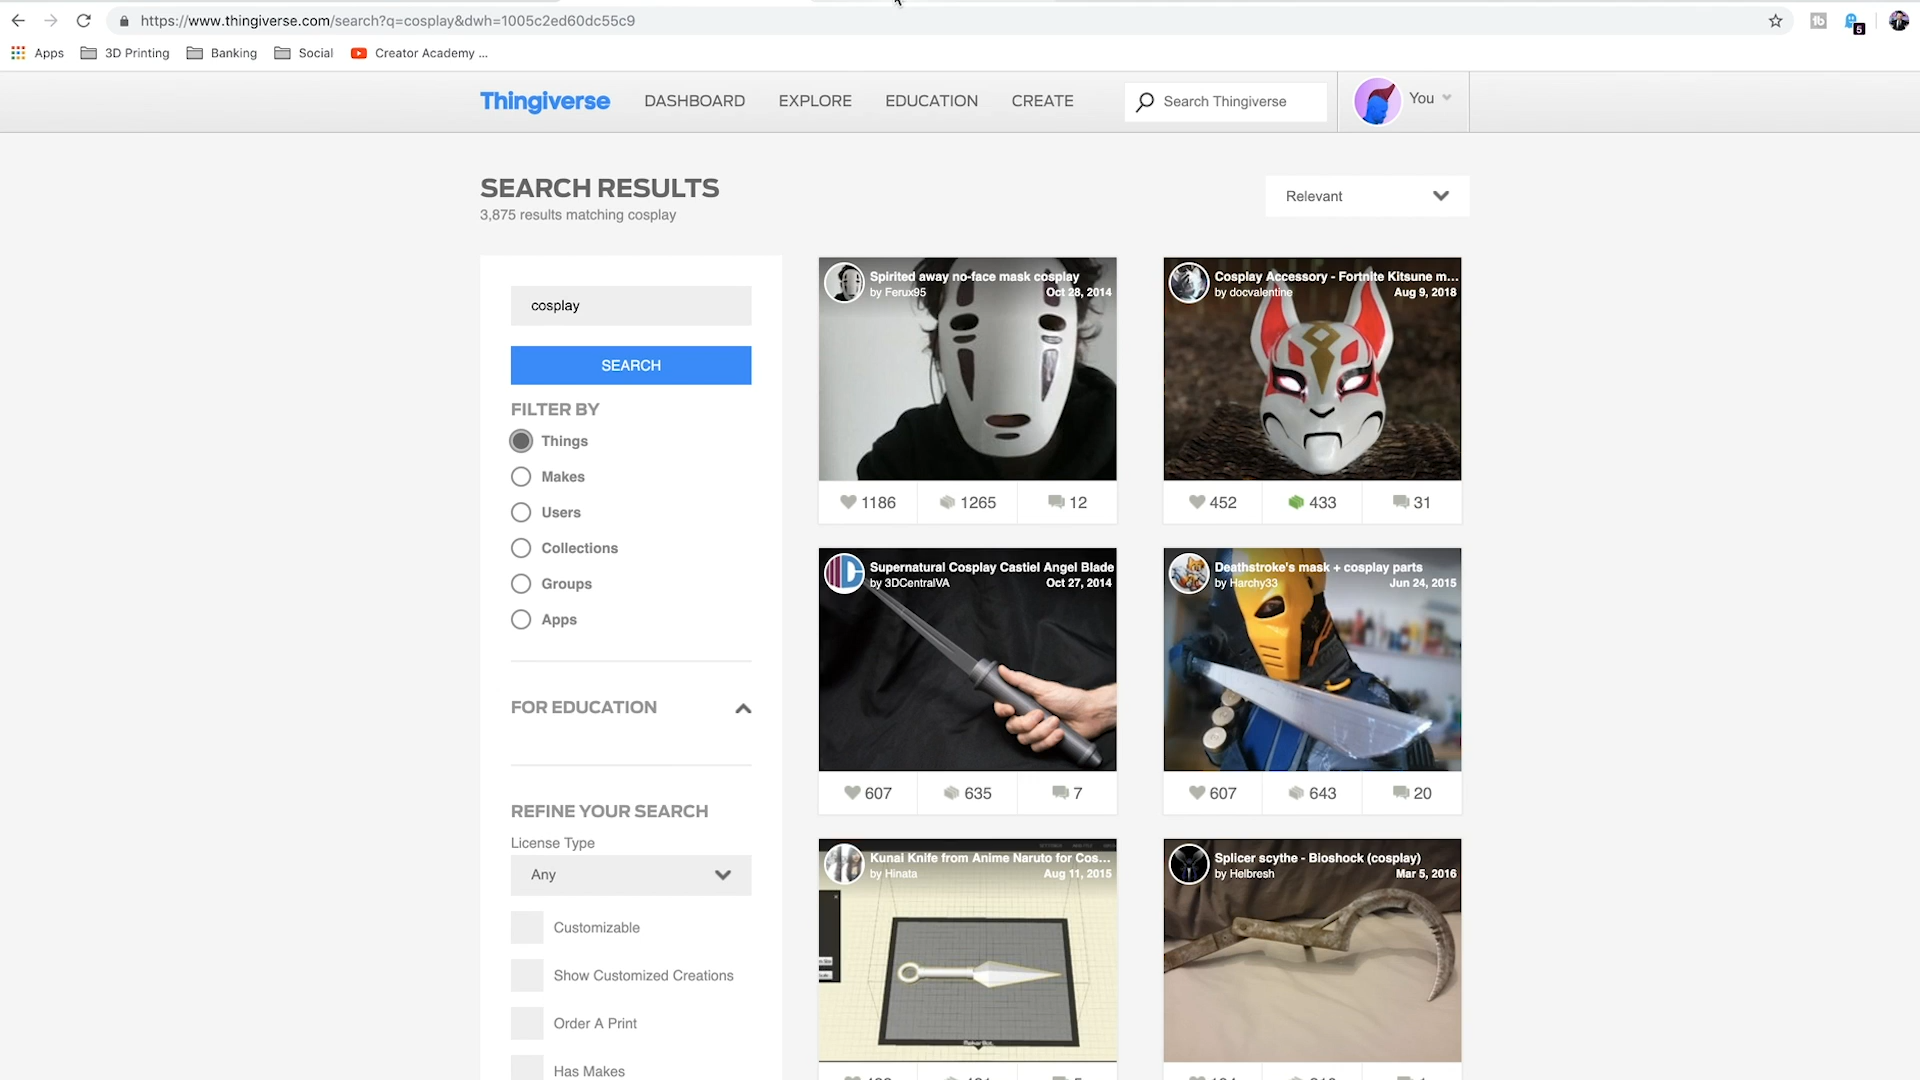 https://www.thingiverse.com/search?q=cosplay&dwh=1005c2ed60dc55c9
5
Apps
3D Printing
Banking
Social
Creator Academy ...
Thingiverse
DASHBOARD
EXPLORE
EDUCATION
CREATE
Search Thingiverse
You
SEARCH RESULTS
3,875 results matching cosplay
Relevant
cosplay
SEARCH
FILTER BY
Things
Makes
Users
Collections
Groups
Apps
FOR EDUCATION
REFINE YOUR SEARCH
License Type
Any
Customizable
Show Customized Creations
Order A Print
Has Makes
Spirited away no-face mask cosplay
by Ferux95 Oct 28, 2014
1186 1265 12
Cosplay Accessory - Fortnite Kitsune m...
by docvalentine Aug 9, 2018
452 433 31
Supernatural Cosplay Castiel Angel Blade
by 3DCentralVA Oct 27, 2014
607 635 7
Deathstroke's mask + cosplay parts
by Harchy33 Jun 24, 2015
607 643 20
Kunai Knife from Anime Naruto for Cos...
by Hinata Aug 11, 2015
Splicer scythe - Bioshock (cosplay)
by Helbresh Mar 5, 2016